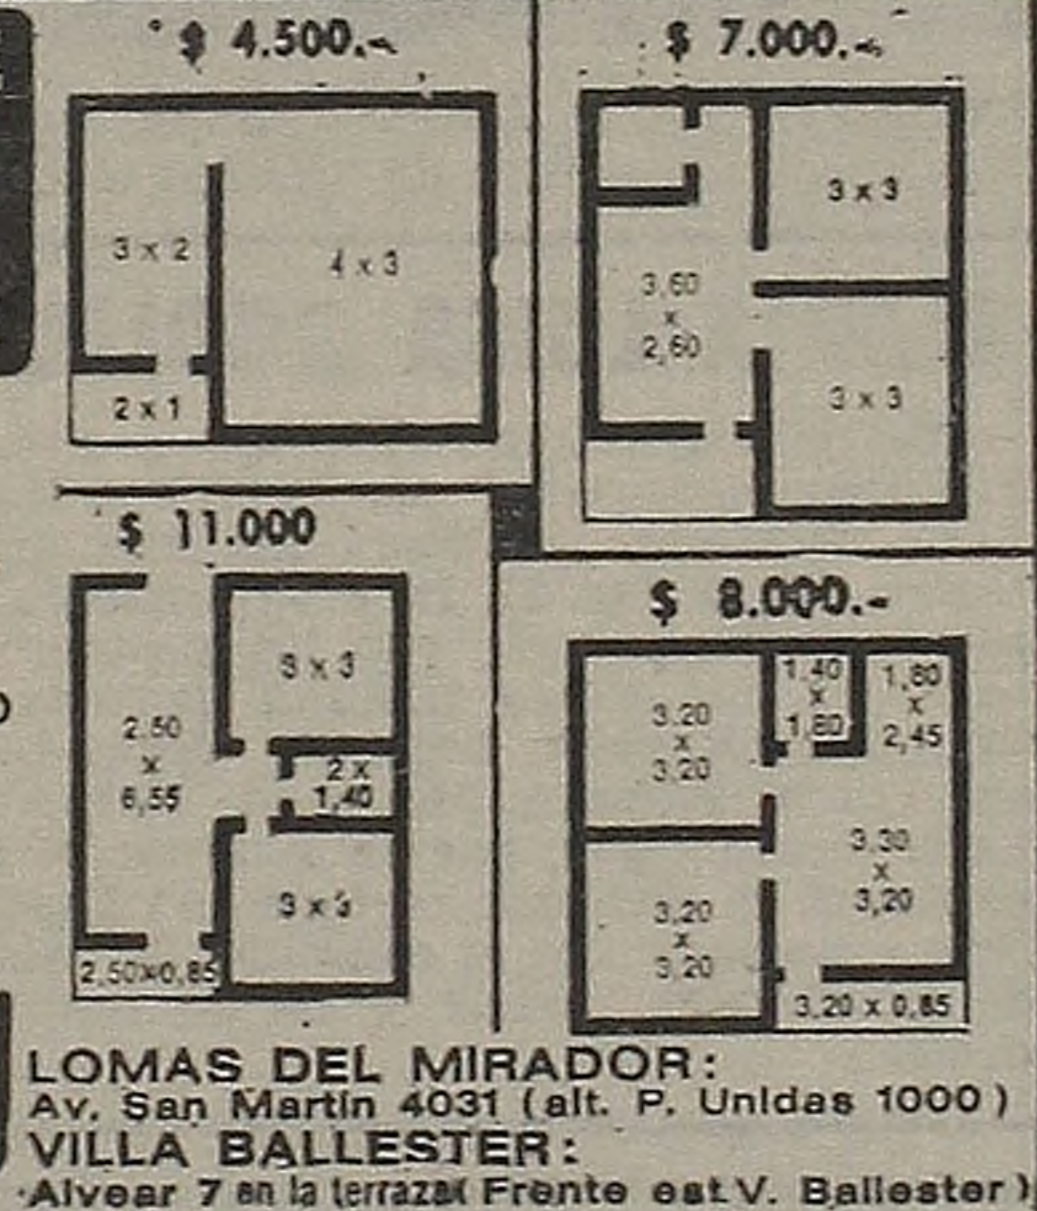 $ 4.500.-
3 x 2
4 x 3
2 x 1
$ 7.000.-
3 x 3
3,60
x
2,60
3 x 3
$ 11.000
3 x 3
2.50
x
6,55
2 x
1,40
3 x 3
2,50x0,85
$ 8.000.-
3.20
x
3,20
1.40
x
1,80
1,80
x
2,45
3,30
x
3,20
3,20
x
3,20
3,20 x 0,85
LOMAS DEL MIRADOR:
Av. San Martín 4031 (alt. P. Unidas 1000)
VILLA BALLESTER:
Alvear 7 en la terraza( Frente est. V. Ballester)